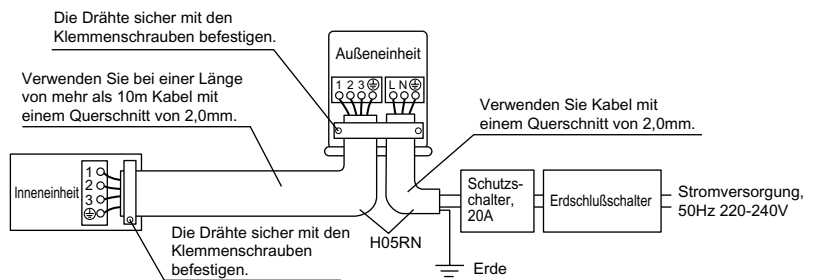 Die Drähte sicher mit den
Klemmenschrauben befestigen.
Außeneinheit
1 2 3
L N
Verwenden Sie bei einer Länge
von mehr als 10m Kabel mit
einem Querschnitt von 2,0mm.
Verwenden Sie Kabel mit
einem Querschnitt von 2,0mm.
Inneneinheit
1
2
3
Schutz-
schalter,
20A
Erdschlußschalter
Stromversorgung,
50Hz 220-240V
Die Drähte sicher mit den
Klemmenschrauben
befestigen.
H05RN
Erde